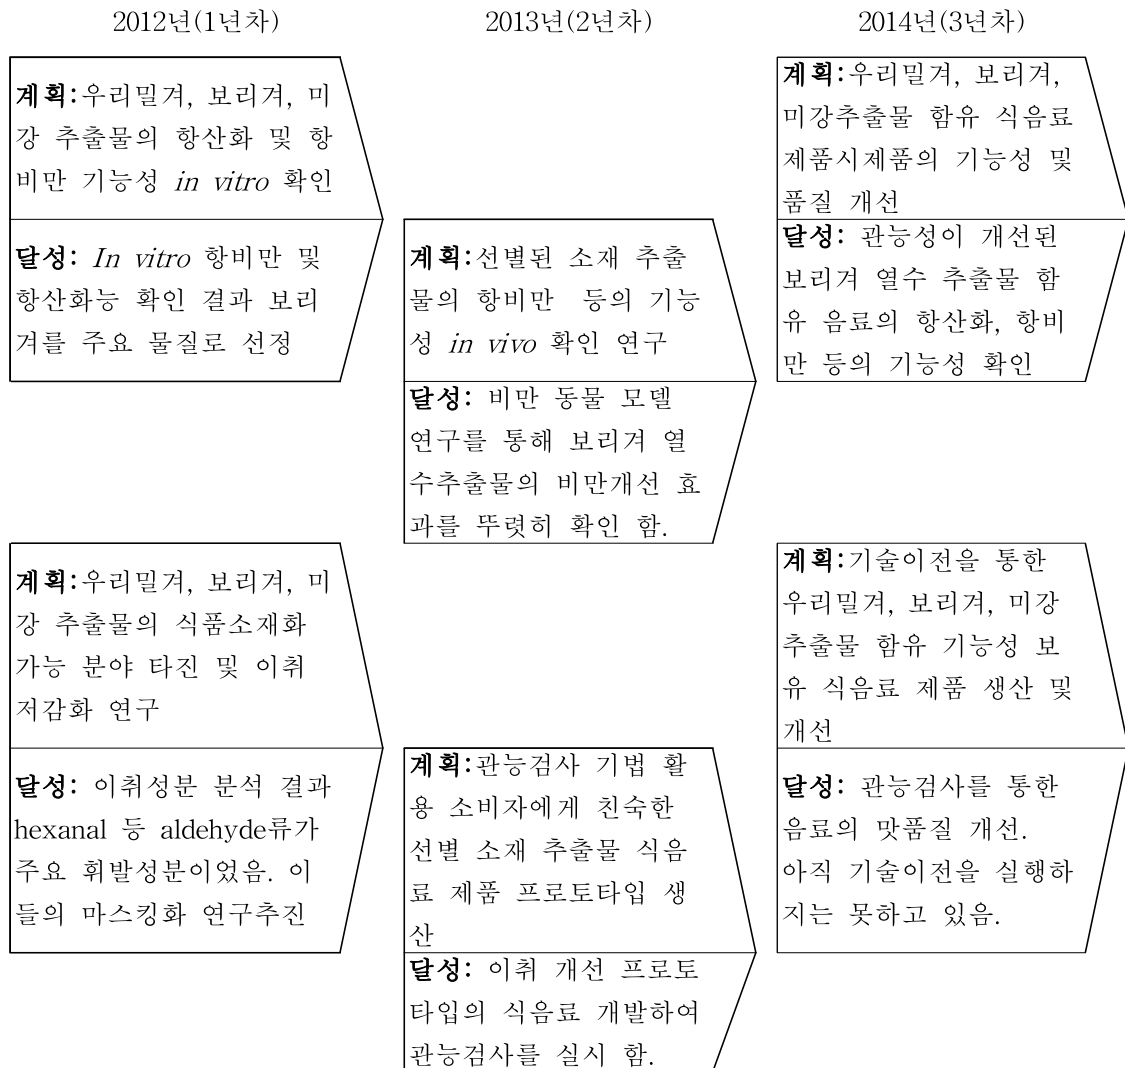 2012년(1년차)
2013년(2년차)
2014년(3년차)
계획:우리밀겨, 보리겨, 미
강 추출물의 항산화 및 항
비만 기능성 in vitro 확인
달성: In vitro 항비만 및
항산화능 확인 결과 보리
겨를 주요 물질로 선정
계획:선별된 소재 추출
물의 항비만 등의 기능
성 in vivo 확인 연구
달성: 비만 동물 모델
연구를 통해 보리겨 열
수추출물의 비만개선 효
과를 뚜렷히 확인 함.
계획:우리밀겨, 보리겨,
미강추출물 함유 식음료
제품시제품의 기능성 및
품질 개선
달성: 관능성이 개선된
보리겨 열수 추출물 함
유 음료의 항산화, 항비
만 등의 기능성 확인
계획:우리밀겨, 보리겨, 미
강 추출물의 식품소재화
가능 분야 타진 및 이취
저감화 연구
달성: 이취성분 분석 결과
hexanal 등 aldehyde류가
주요 휘발성분이었음. 이
들의 마스킹화 연구추진
계획:관능검사 기법 활
용 소비자에게 친숙한
선별 소재 추출물 식음
료 제품 프로토타입 생
산
달성: 이취 개선 프로토
타입의 식음료 개발하여
관능검사를 실시 함.
계획:기술이전을 통한
우리밀겨, 보리겨, 미강
추출물 함유 기능성 보
유 식음료 제품 생산 및
개선
달성: 관능검사를 통한
음료의 맛품질 개선.
아직 기술이전을 실행하
지는 못하고 있음.